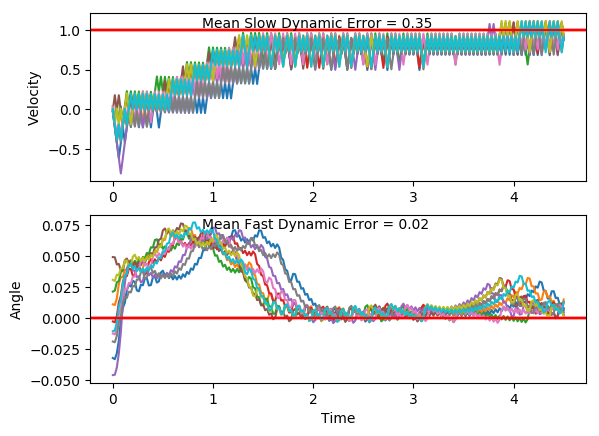 Mean Slow Dynamic Error = 0.35
1.0
0.5
0.0
−0.5
Velocity
0 1 2 3 4
Mean Fast Dynamic Error = 0.02
0.075
0.050
0.025
0.000
−0.025
−0.050
Angle
0 1 2 3 4
Time